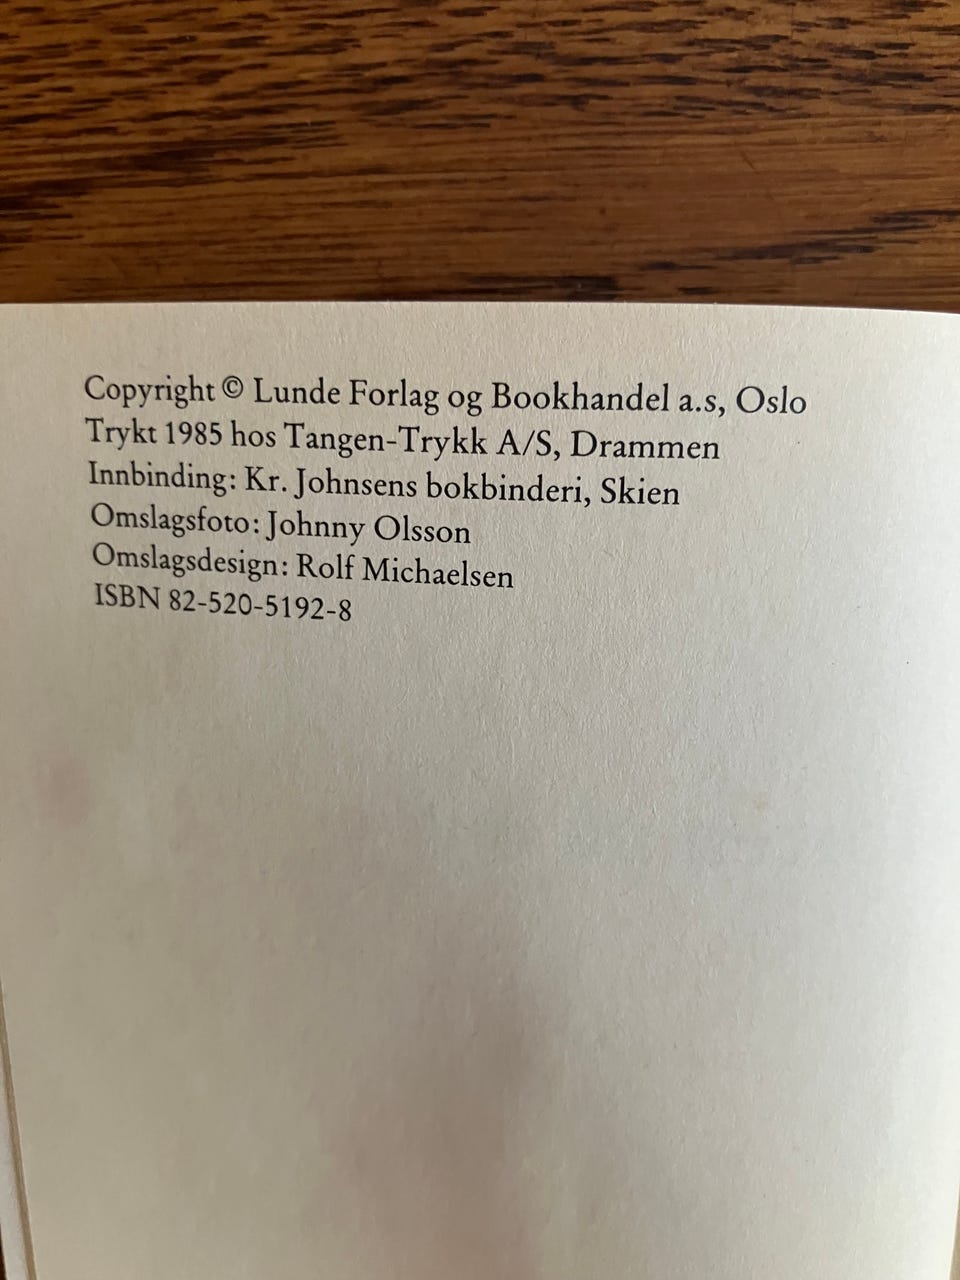 Copyright © Lunde Forlag og Bookhandel a.s, Oslo
Trykt 1985 hos Tangen-Trykk A/S, Drammen
Innbinding: Kr. Johnsens bokbinderi, Skien
Omslagsfoto: Johnny Olsson
Omslagsdesign: Rolf Michaelsen
ISBN 82-520-5192-8